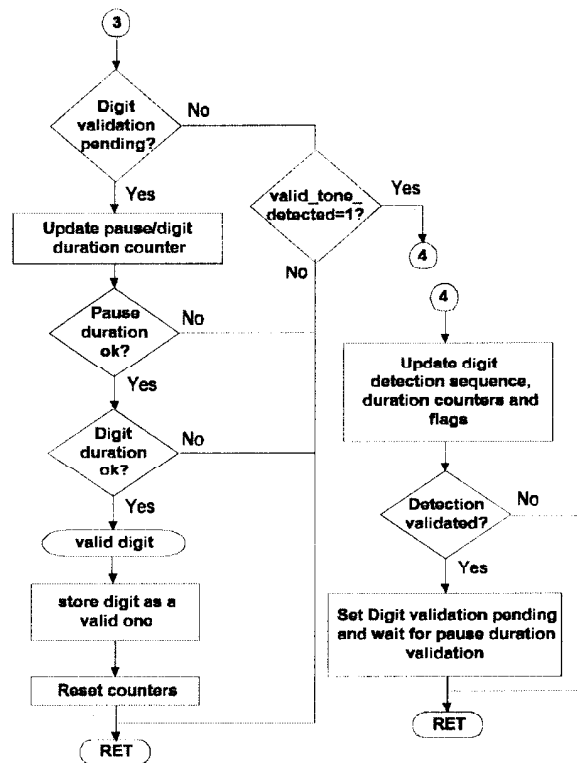 3
Digit
validation
pending?
No
Yes
valid_tone_
detected=1?
Yes
4
No
Update pause/digit
duration counter
Pause
duration
ok?
No
Yes
Digit
duration
ok?
No
Yes
valid digit
store digit as a
valid one
Reset counters
RET
4
Update digit
detection sequence,
duration counters and
flags
Detection
validated?
No
Yes
Set Digit validation pending
and wait for pause duration
validation
RET